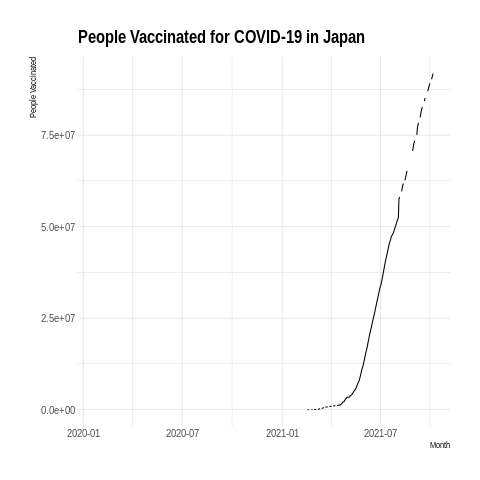 People Vaccinated for COVID-19 in Japan
People Vaccinated
7.5e+07
5.0e+07
2.5e+07
0.0e+00
2020-01 2020-07 2021-01 2021-07
Month